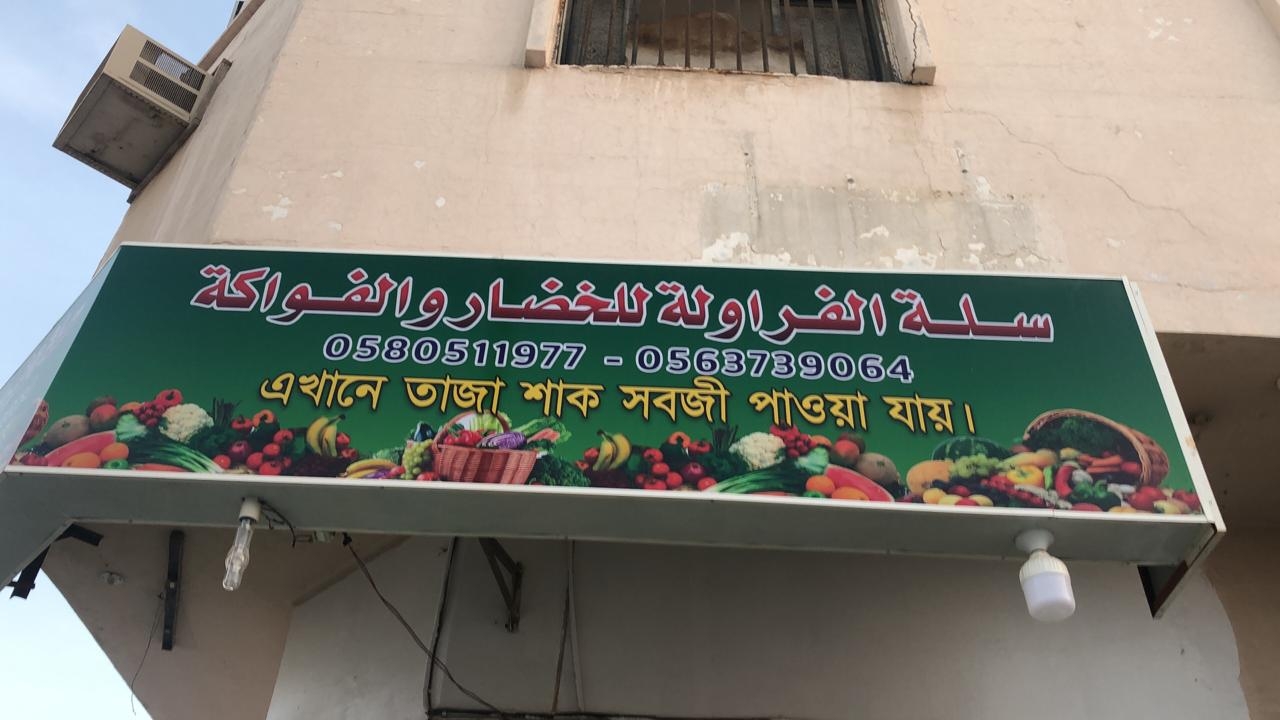 سلة الفراولة للخضار والفواكة
0580511977 - 0563739064
এখানে তাজা শাক সবজী পাওয়া যায়।